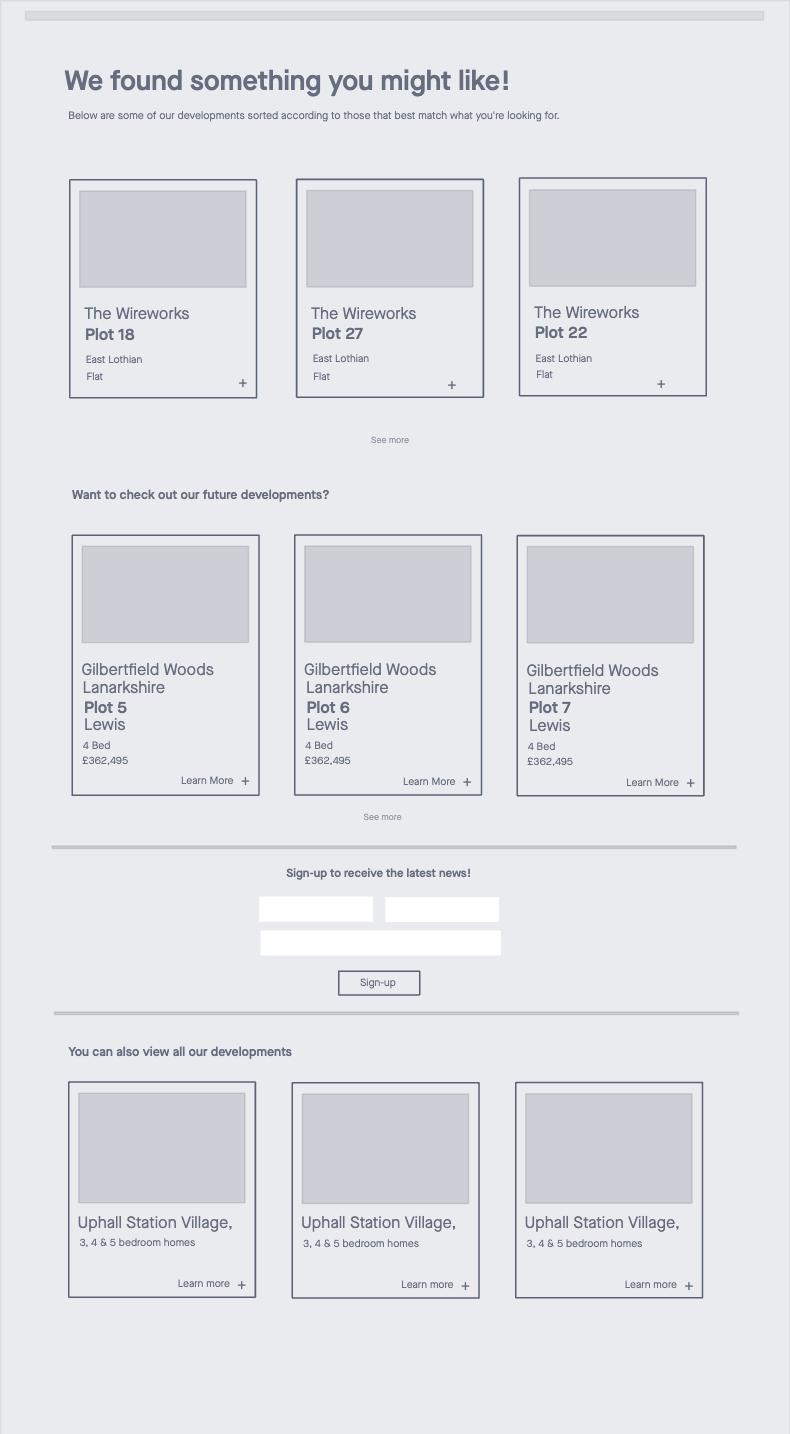 We found something you might like!
Below are some of our developments sorted according to those that best match what you're looking for.
The Wireworks
Plot 18
East Lothian
Flat
+
The Wireworks
Plot 27
East Lothian
Flat
+
The Wireworks
Plot 22
East Lothian
Flat
+
See more
Want to check out our future developments?
Gilbertfield Woods
Lanarkshire
Plot 5
Lewis
4 Bed
£362,495
Learn More +
Gilbertfield Woods
Lanarkshire
Plot 6
Lewis
4 Bed
£362,495
Learn More +
Gilbertfield Woods
Lanarkshire
Plot 7
Lewis
4 Bed
£362,495
Learn More +
See more
Sign-up to receive the latest news!
Sign-up
You can also view all our developments
Uphall Station Village,
3, 4 & 5 bedroom homes
Learn more +
Uphall Station Village,
3, 4 & 5 bedroom homes
Learn more +
Uphall Station Village,
3, 4 & 5 bedroom homes
Learn more +